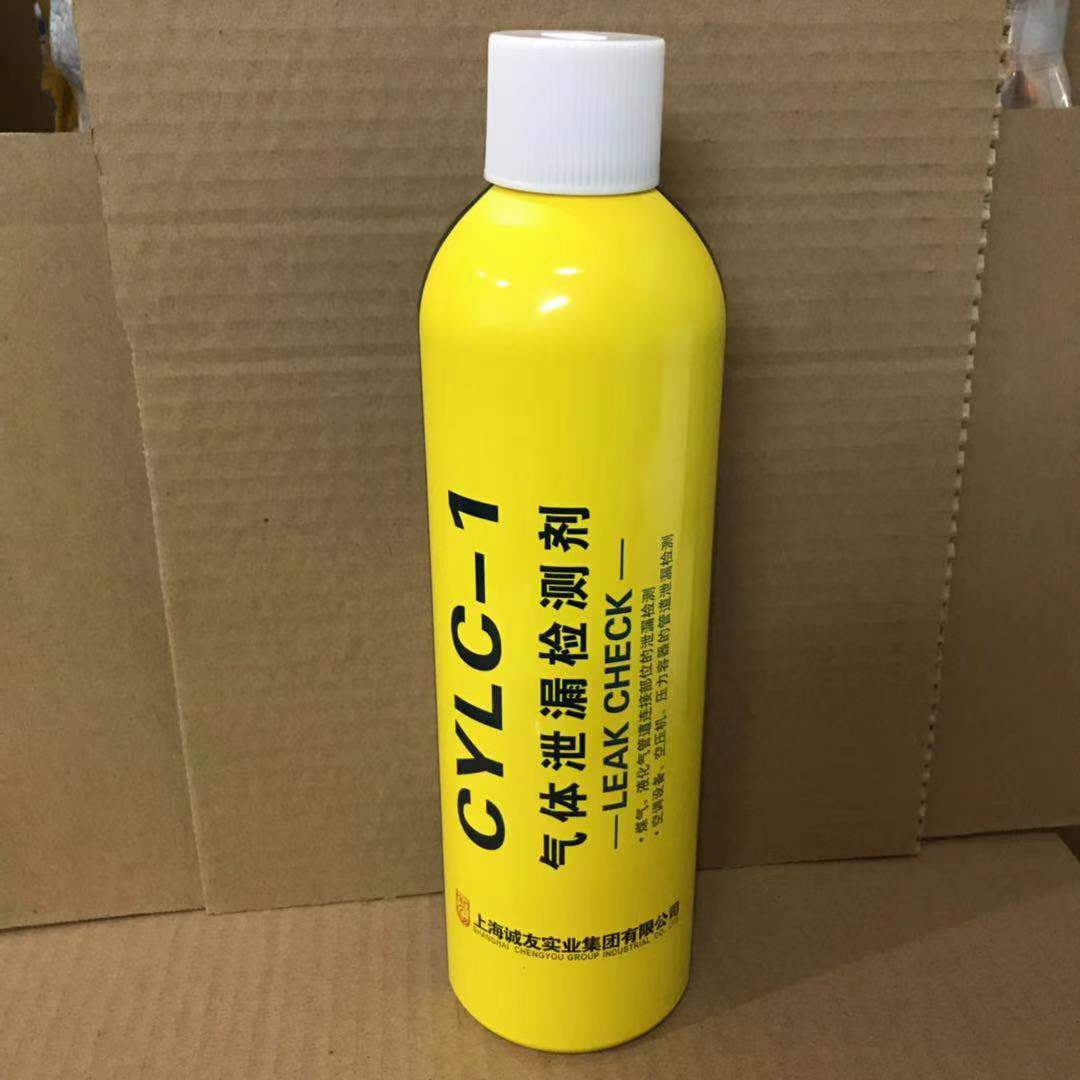 CYLC-1
气体泄漏检测剂
—LEAK CHECK—
·煤气、液化气管道连接部位的泄漏检测
·空调设备、空压机、压力容器的管道泄漏检测
上海诚友实业集团有限公司
SHANGHAI CHENGYOU GROUP INDUSTRIAL CO., LTD